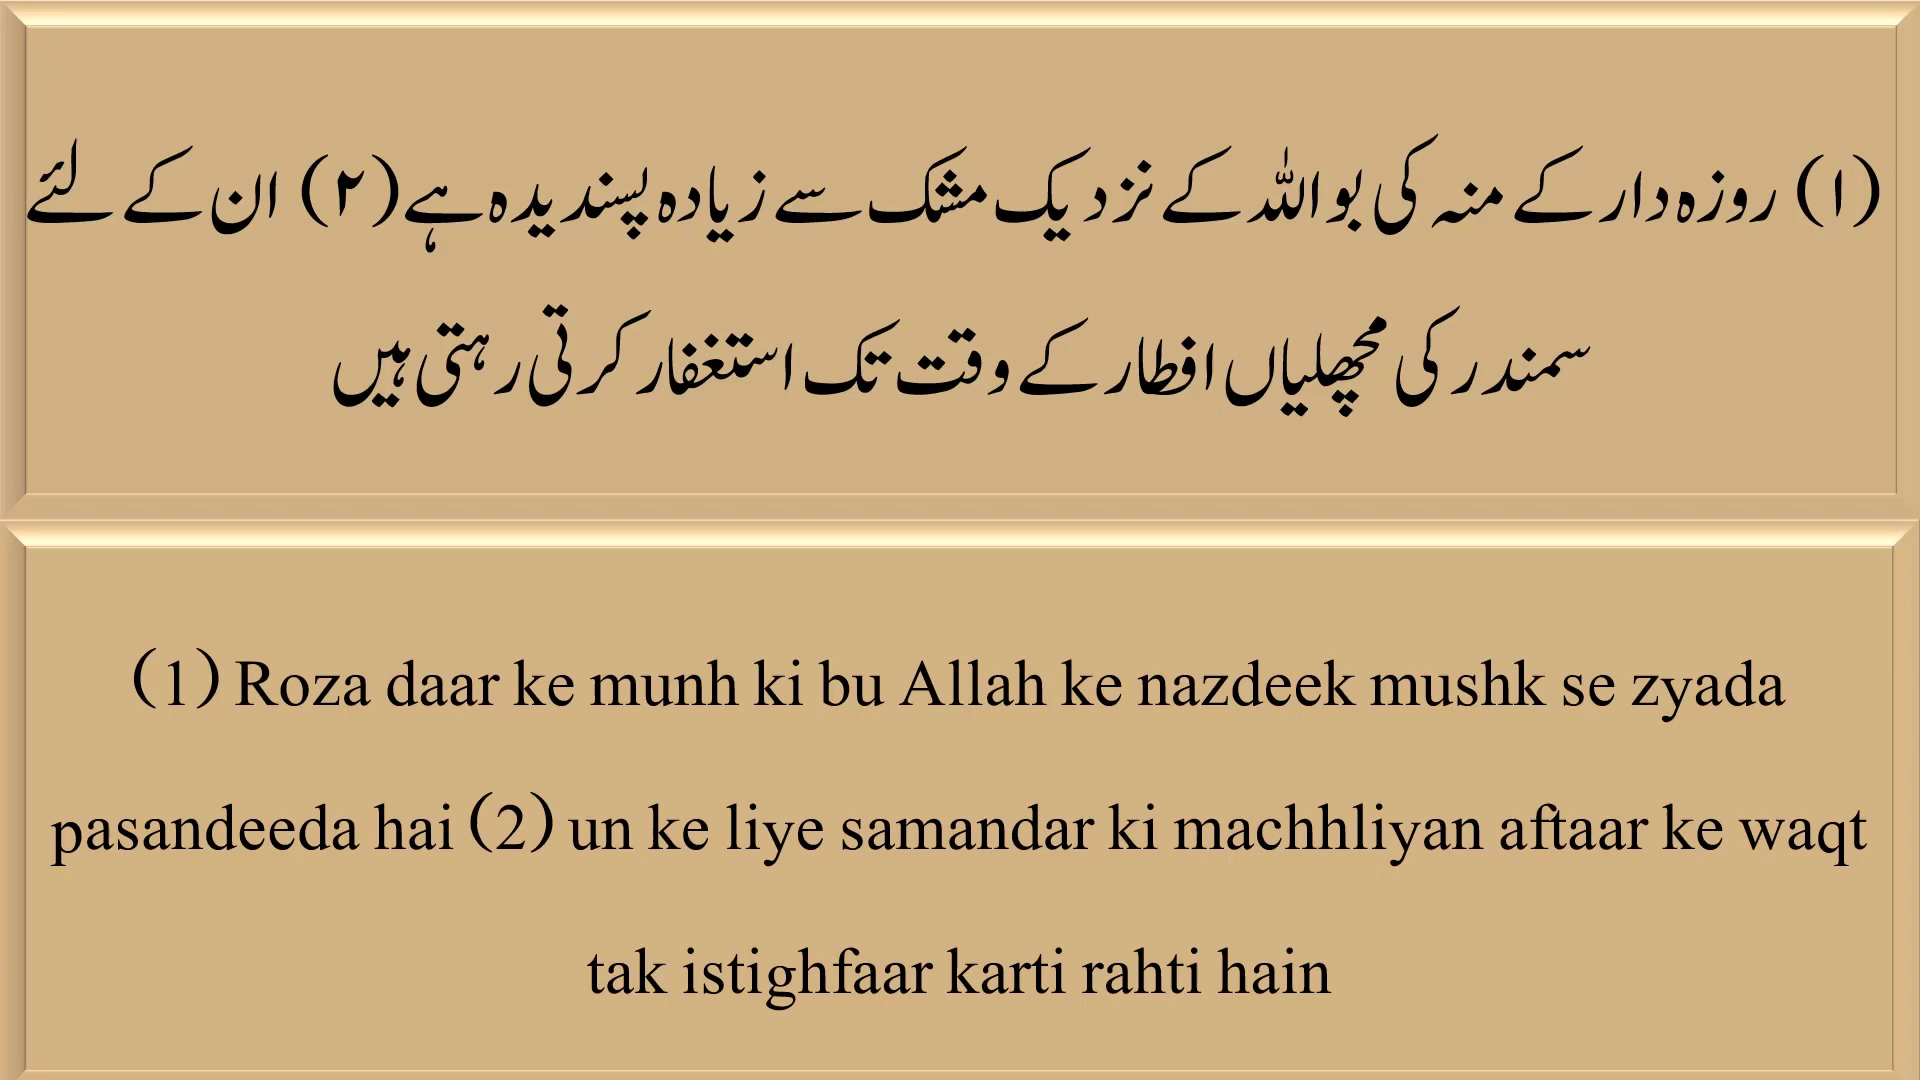 (۱) روزہ دار کے منہ کی بو اللہ کے نزدیک مشک سے زیادہ پسندیدہ ہے (۲) ان کے لئے
سمندر کی مچھلیاں افطار کے وقت تک استغفار کرتی رہتی ہیں
(1) Roza daar ke munh ki bu Allah ke nazdeek mushk se zyada
pasandeeda hai (2) un ke liye samandar ki machhliyan aftaar ke waqt
tak istighfaar karti rahti hain